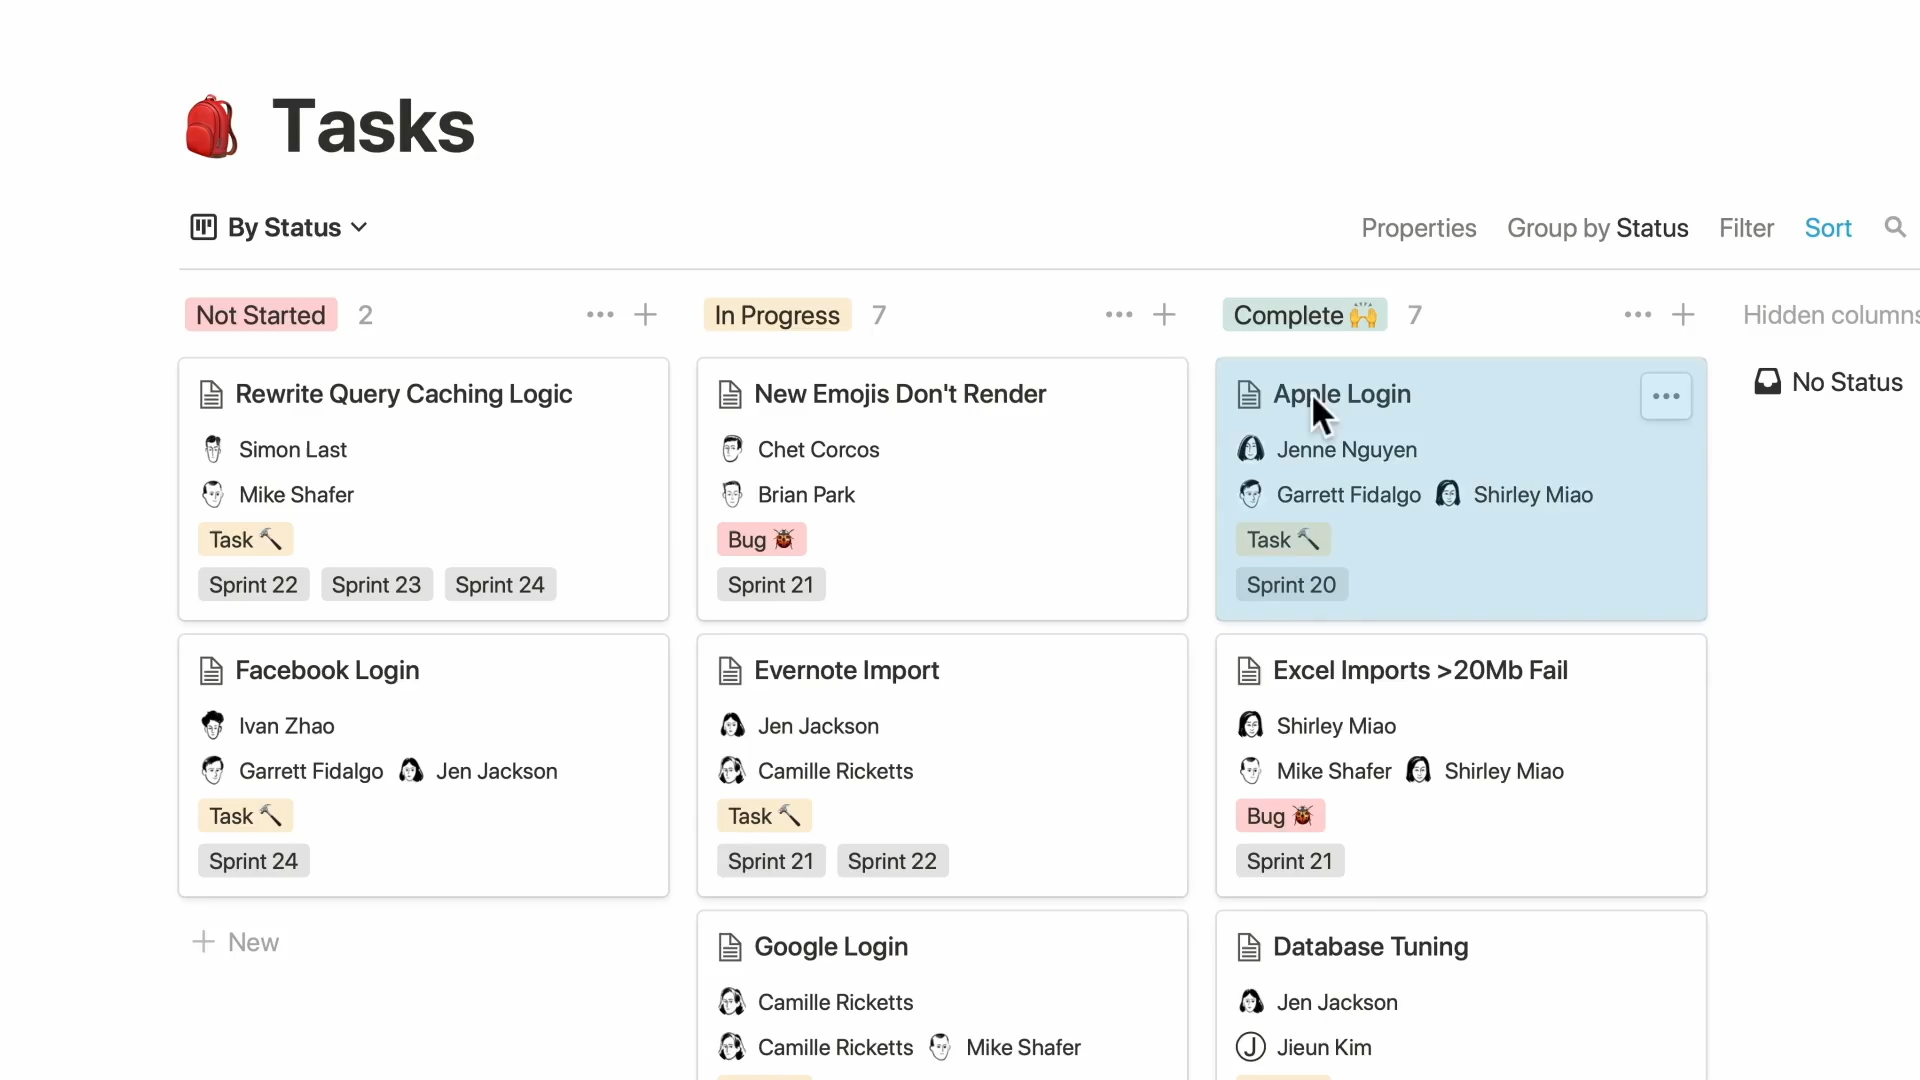 Tasks
By Status
Properties Group by Status Filter Sort
Not Started 2
Rewrite Query Caching Logic
Simon Last
Mike Shafer
Task
Sprint 22 Sprint 23 Sprint 24
Facebook Login
Ivan Zhao
Garrett Fidalgo Jen Jackson
Task
Sprint 24
+ New
In Progress 7
New Emojis Don't Render
Chet Corcos
Brian Park
Bug
Sprint 21
Evernote Import
Jen Jackson
Camille Ricketts
Task
Sprint 21 Sprint 22
Google Login
Camille Ricketts
Camille Ricketts Mike Shafer
Complete 🙌 7
Apple Login
Jenne Nguyen
Garrett Fidalgo Shirley Miao
Task
Sprint 20
Excel Imports >20Mb Fail
Shirley Miao
Mike Shafer Shirley Miao
Bug
Sprint 21
Database Tuning
Jen Jackson
J Jieun Kim
Hidden columns
No Status